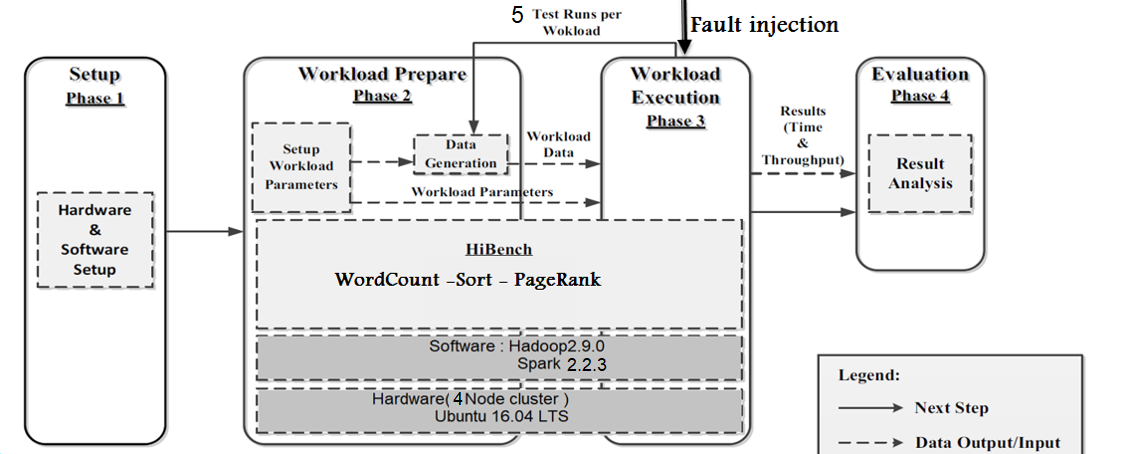 5 Test Runs per
Wokload
Fault injection
Setup
Phase 1
Hardware
&
Software
Setup
Workload Prepare
Phase 2
Setup
Workload
Parameters
Data
Generation
Workload
Data
Workload Parameters
Workload
Execution
Phase 3
Results
(Time
&
Throughput)
Evaluation
Phase 4
Result
Analysis
HiBench
WordCount -Sort - PageRank
Software : Hadoop2.9.0
Spark 2.2.3
Hardware( 4 Node cluster )
Ubuntu 16.04 LTS
Legend:
Next Step
Data Output/Input